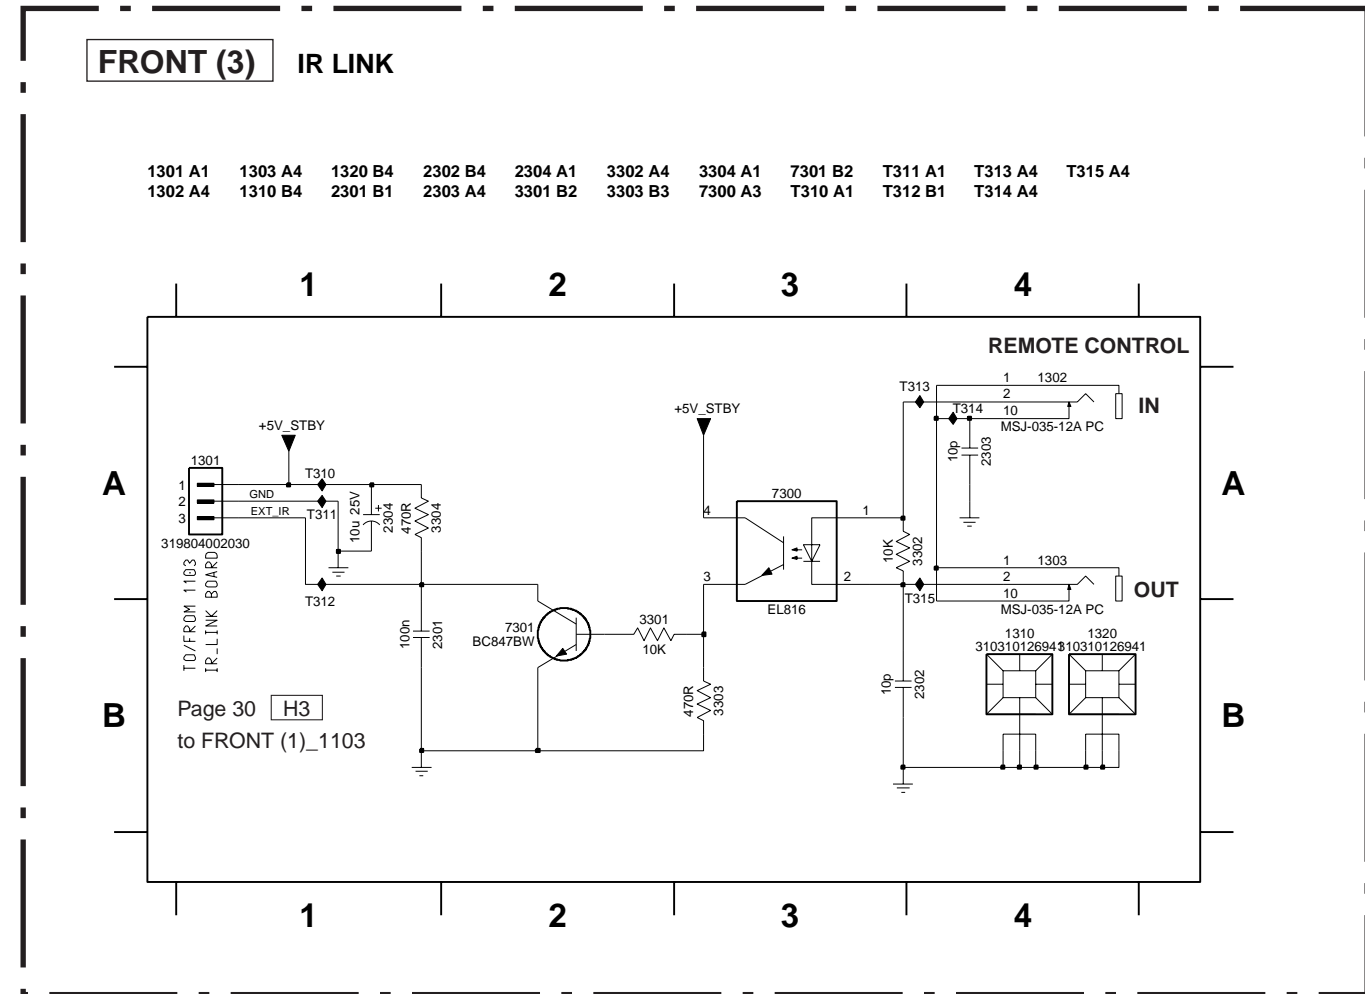 FRONT (3) IR LINK
1301 A1 1303 A4 1320 B4 2302 B4 2304 A1 3302 A4 3304 A1 7301 B2 T311 A1 T313 A4 T315 A4
1302 A4 1310 B4 2301 B1 2303 A4 3301 B2 3303 B3 7300 A3 T310 A1 T312 B1 T314 A4
1 2 3 4
REMOTE CONTROL
A
+5V_STBY
1301
1
2
3
GND
EXT_IR
T310
T311
T312
319804002030
TO/FROM 1103
IR_LINK BOARD
10u 25V
+
2304
470R
3304
100n
2301
7301
BC847BW
3301
10K
470R
3303
+5V_STBY
7300
4
3
1
2
EL816
10K
3302
10p
2302
T313
T314
T315
1 1302
2
10
MSJ-035-12A PC
IN
10p
2303
A
1 1303
2
10
MSJ-035-12A PC
OUT
1310
310310126941
1320
310310126941
B
Page 30 H3
to FRONT (1)_1103
B
1 2 3 4